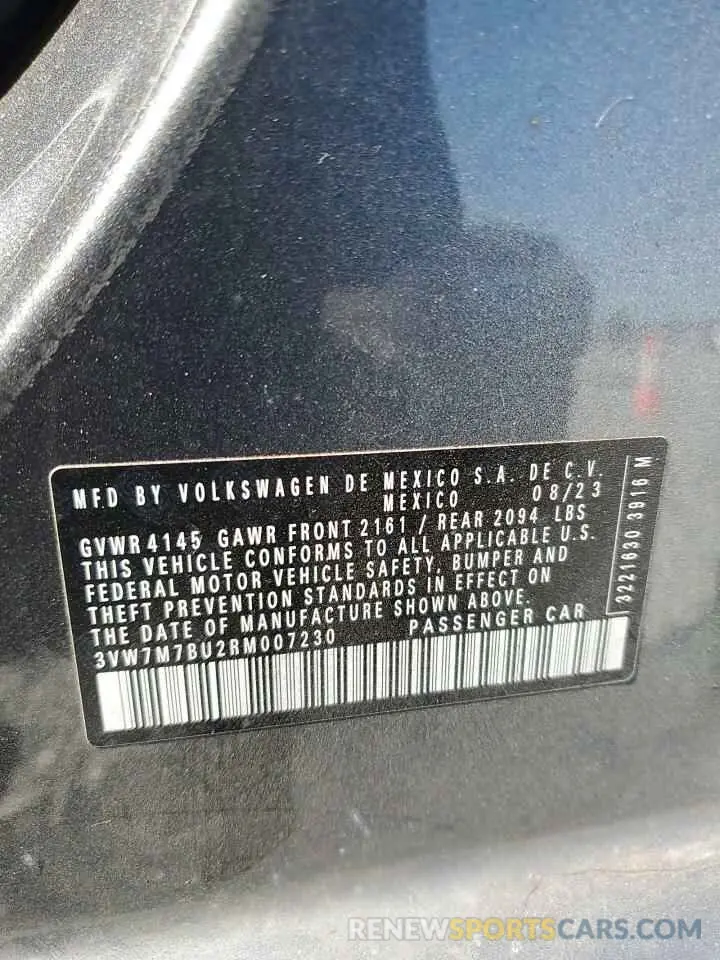 MFD BY VOLKSWAGEN DE MEXICO S.A. DE C.V.
MEXICO 08/23
GVWR 4145 GAWR FRONT 2161 / REAR 2094 LBS
THIS VEHICLE CONFORMS TO ALL APPLICABLE U.S.
FEDERAL MOTOR VEHICLE SAFETY, BUMPER AND
THEFT PREVENTION STANDARDS IN EFFECT ON
THE DATE OF MANUFACTURE SHOWN ABOVE.
3VW7M7BU2RM007230 PASSENGER CAR
3221630 3916 M
RENEWSPORTSCARS.COM